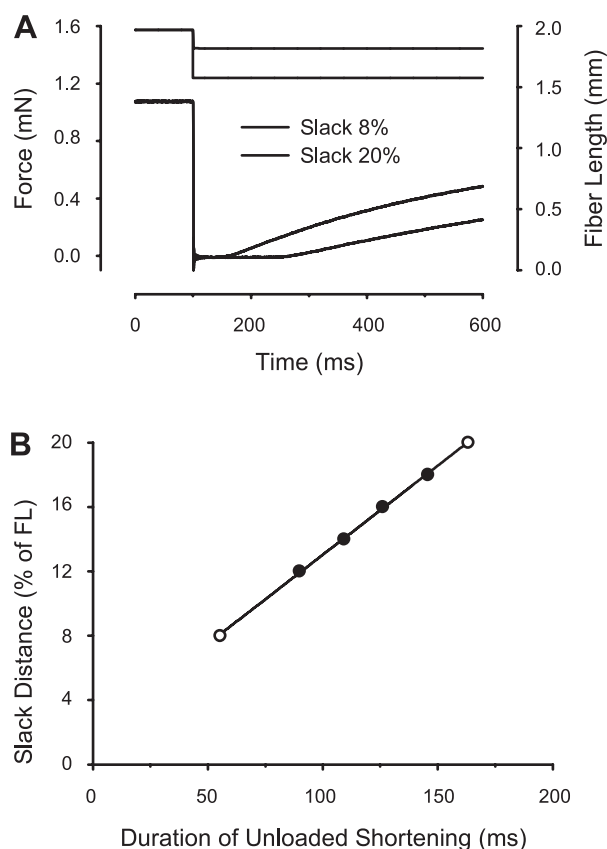 A
1.6
1.2
0.8
0.4
0.0
Force (mN)
Slack 8%
Slack 20%
2.0
1.5
1.0
0.5
0.0
Fiber Length (mm)
0
200
400
600
Time (ms)
B
20
16
12
8
4
0
Slack Distance (% of FL)
0
50
100
150
200
Duration of Unloaded Shortening (ms)